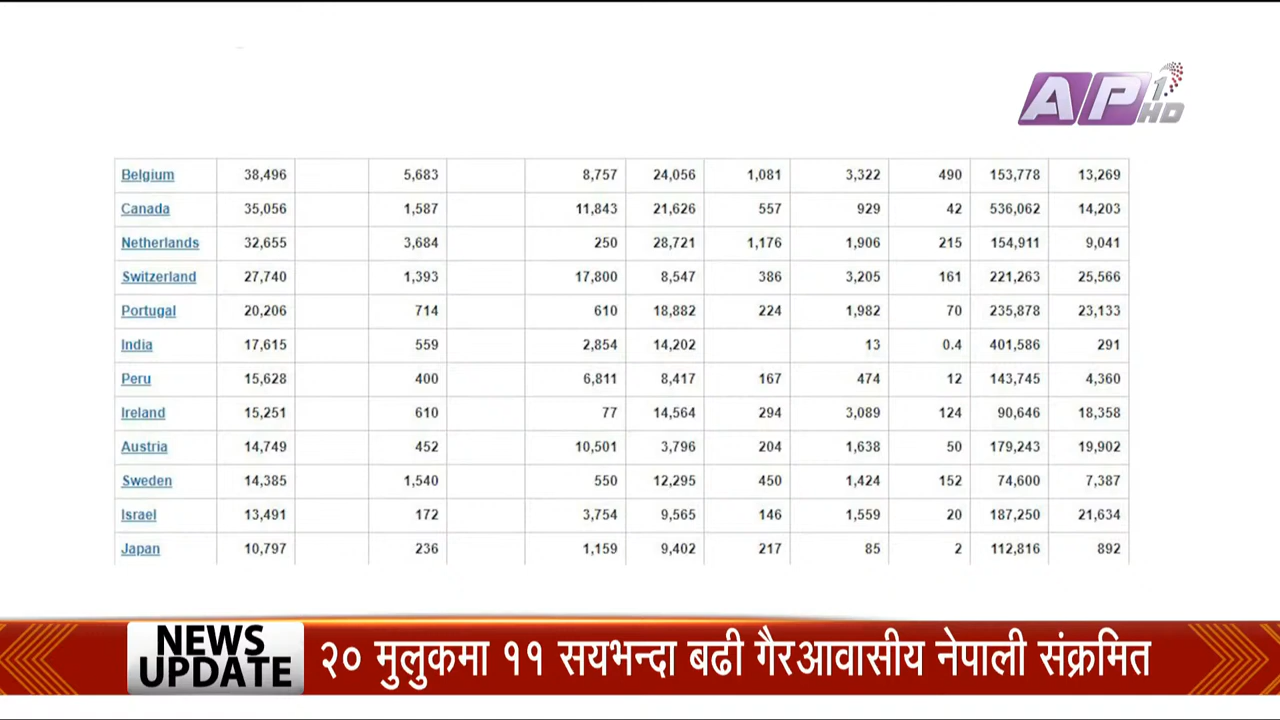 AP1 HD
Belgium 38,496 5,683 8,757 24,056 1,081 3,322 490 153,778 13,269
Canada 35,056 1,587 11,843 21,626 557 929 42 536,062 14,203
Netherlands 32,655 3,684 250 28,721 1,176 1,906 215 154,911 9,041
Switzerland 27,740 1,393 17,800 8,547 386 3,205 161 221,263 25,566
Portugal 20,206 714 610 18,882 224 1,982 70 235,878 23,133
India 17,615 559 2,854 14,202 13 0.4 401,586 291
Peru 15,628 400 6,811 8,417 167 474 12 143,745 4,360
Ireland 15,251 610 77 14,564 294 3,089 124 90,646 18,358
Austria 14,749 452 10,501 3,796 204 1,638 50 179,243 19,902
Sweden 14,385 1,540 550 12,295 450 1,424 152 74,600 7,387
Israel 13,491 172 3,754 9,565 146 1,559 20 187,250 21,634
Japan 10,797 236 1,159 9,402 217 85 2 112,816 892
NEWS UPDATE
२० मुलुकमा ११ सयभन्दा बढी गैरआवासीय नेपाली संक्रमित